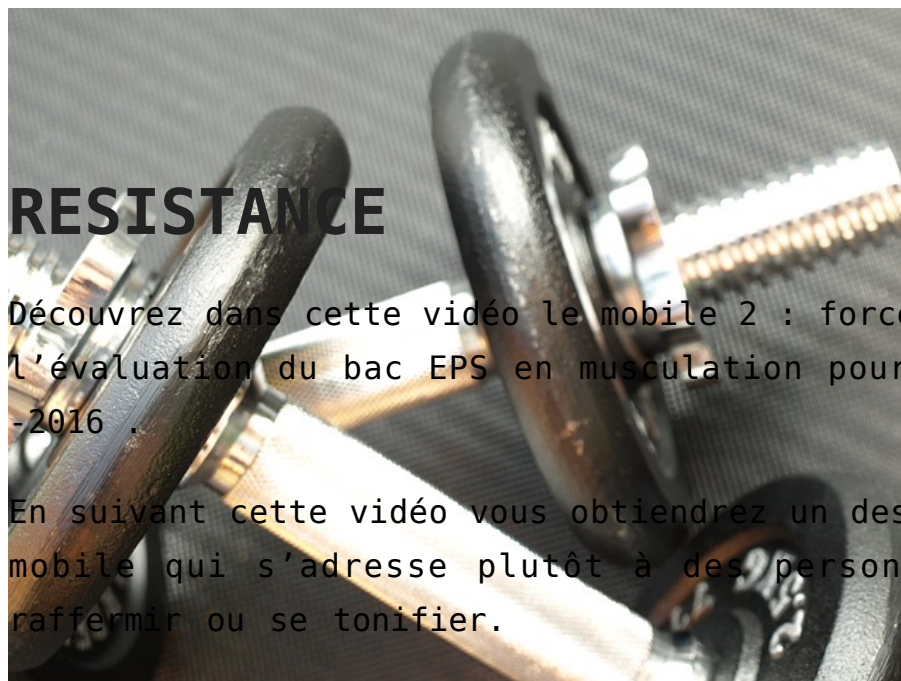 RESISTANCE
Découvrez dans cette vidéo le mobile 2 : force
l’évaluation du bac EPS en musculation pour
-2016 .
En suivant cette vidéo vous obtiendrez un des
mobile qui s’adresse plutôt à des person
raffermir ou se tonifier.